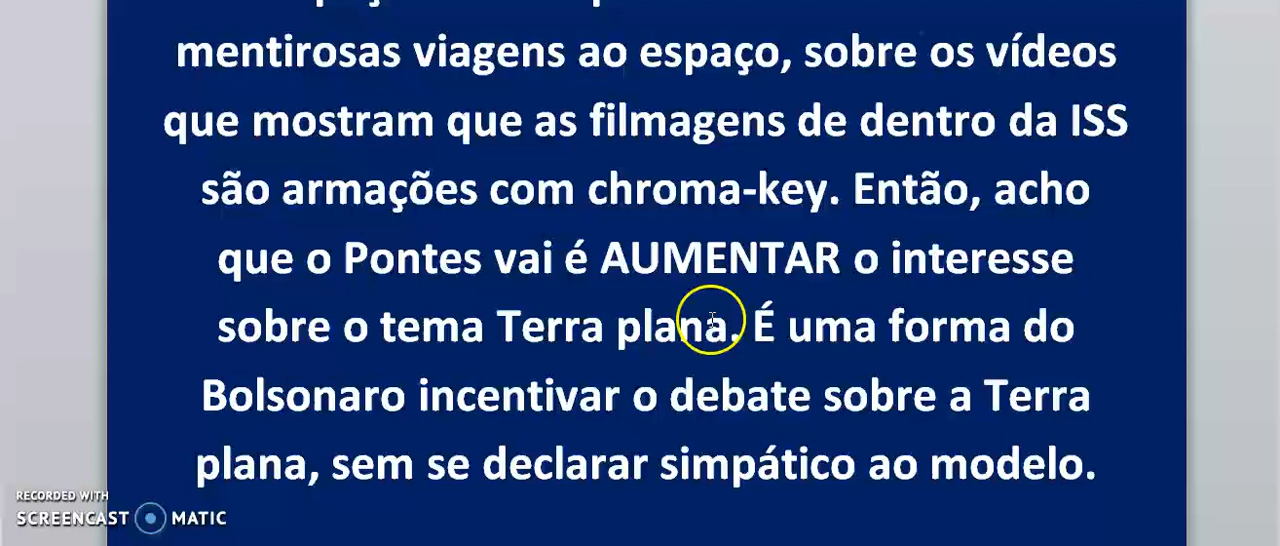 mentirosas viagens ao espaço, sobre os vídeos
que mostram que as filmagens de dentro da ISS
são armações com chroma-key. Então, acho
que o Pontes vai é AUMENTAR o interesse
sobre o tema Terra plana. É uma forma do
Bolsonaro incentivar o debate sobre a Terra
plana, sem se declarar simpático ao modelo.
RECORDED WITH
SCREENCAST MATIC